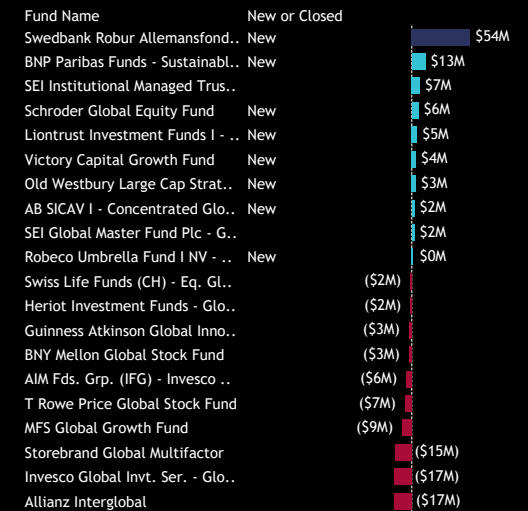 Fund Name New or Closed
Swedbank Robur Allemansfond.. New $54M
BNP Paribas Funds - Sustainabl.. New $13M
SEI Institutional Managed Trus.. $7M
Schroder Global Equity Fund New $6M
Liontrust Investment Funds I - .. New $5M
Victory Capital Growth Fund New $4M
Old Westbury Large Cap Strat.. New $3M
AB SICAV I - Concentrated Glo.. New $2M
SEI Global Master Fund Plc - G.. $2M
Robeco Umbrella Fund I NV - .. New $0M
Swiss Life Funds (CH) - Eq. Gl.. ($2M)
Heriot Investment Funds - Glo.. ($2M)
Guinness Atkinson Global Inno.. ($3M)
BNY Mellon Global Stock Fund ($3M)
AIM Fds. Grp. (IFG) - Invesco .. ($6M)
T Rowe Price Global Stock Fund ($7M)
MFS Global Growth Fund ($9M)
Storebrand Global Multifactor ($15M)
Invesco Global Invt. Ser. - Glo.. ($17M)
Allianz Interglobal ($17M)